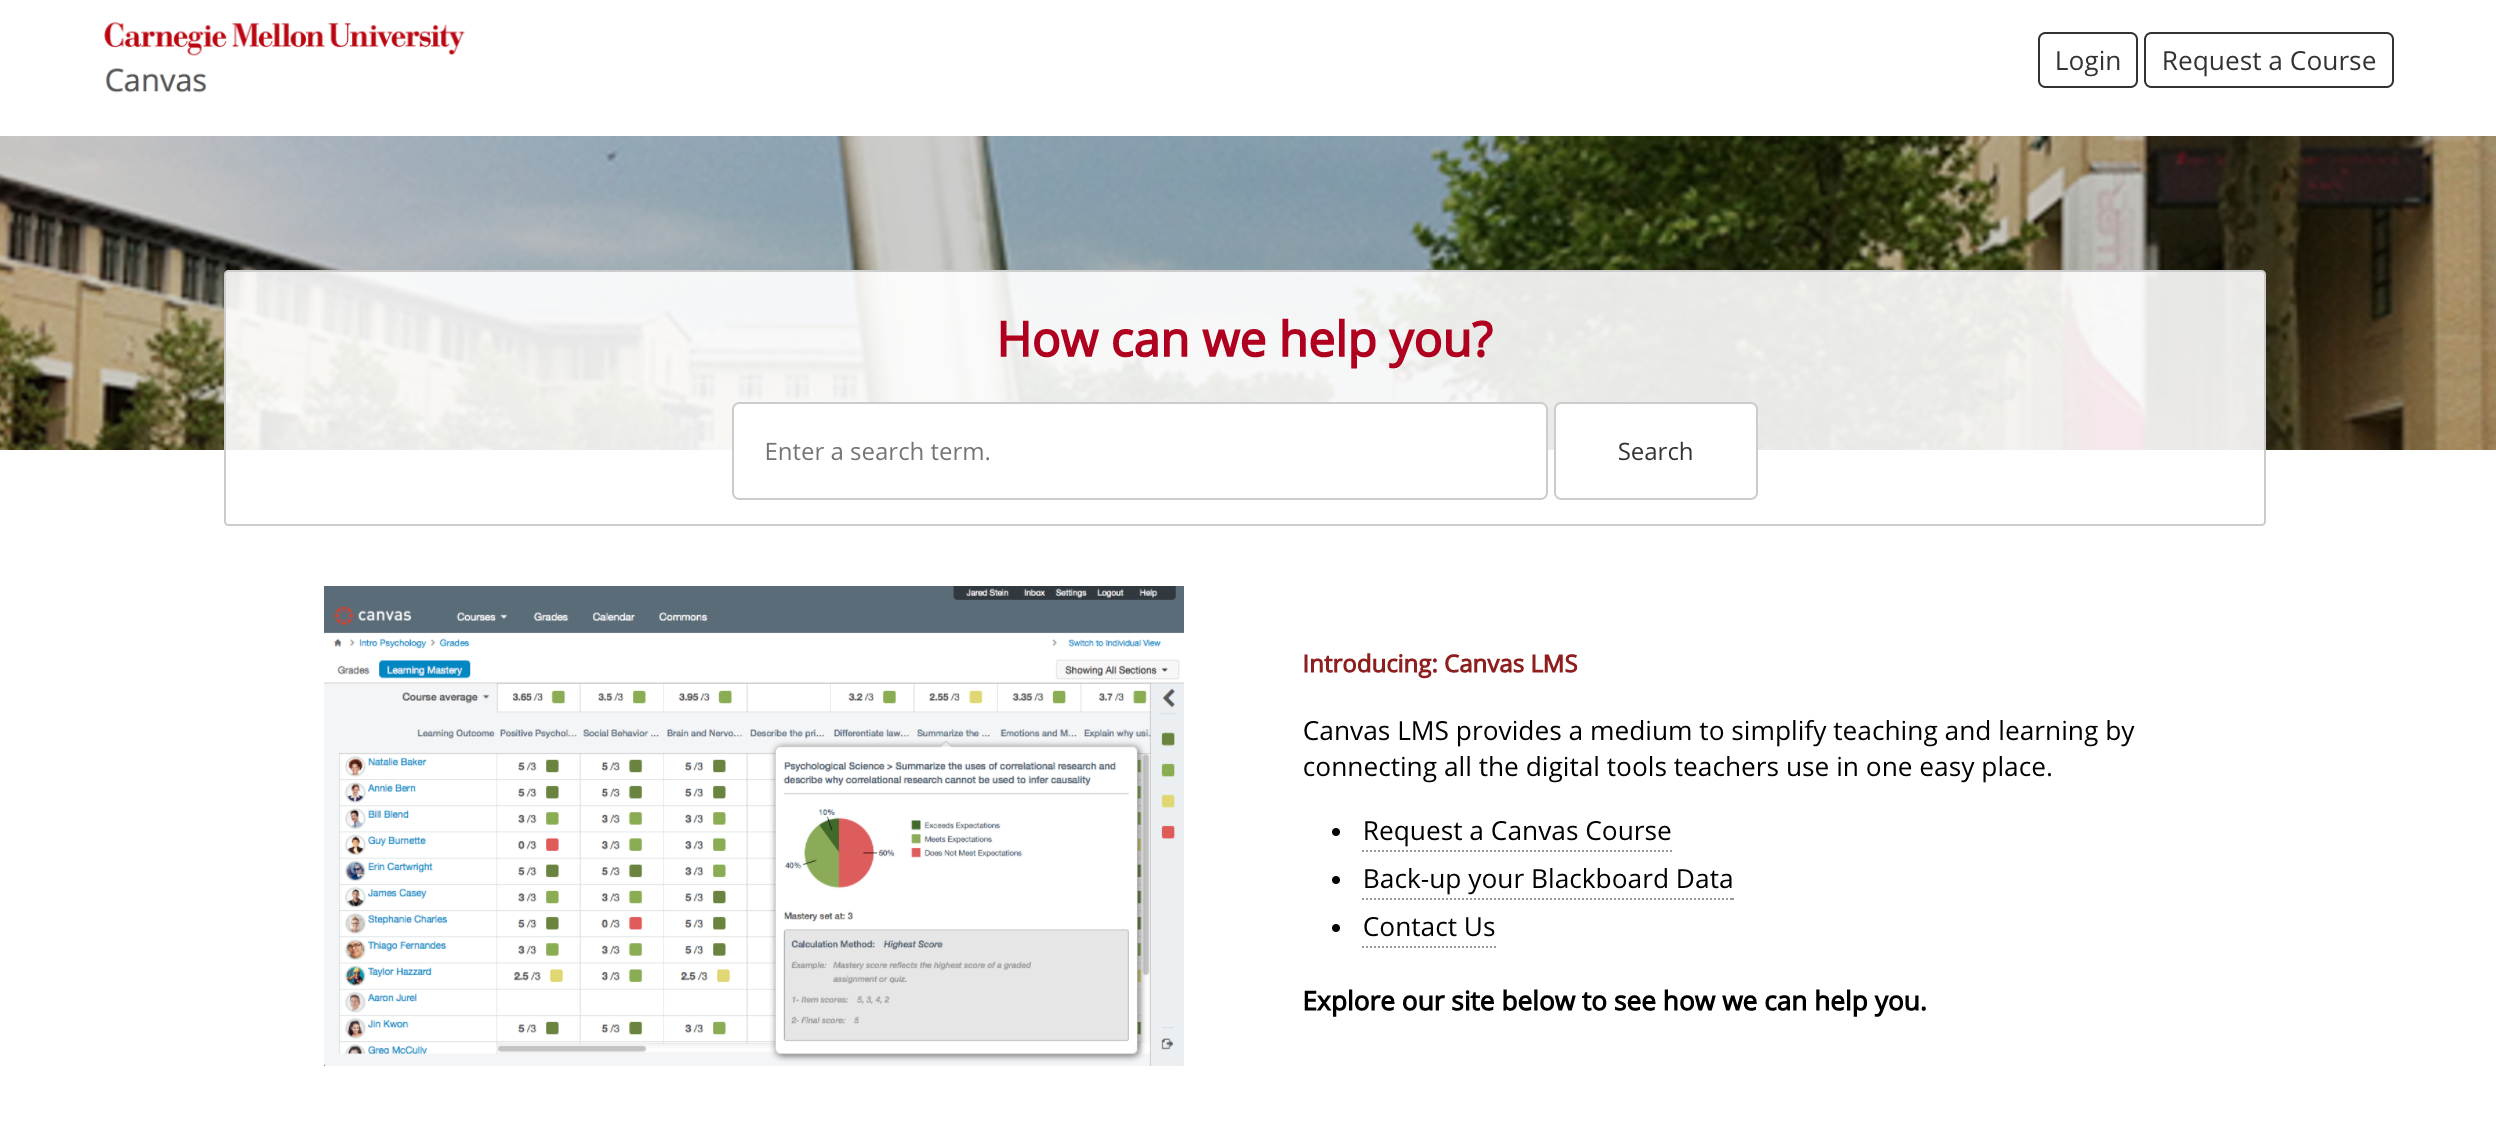 Carnegie Mellon University
Canvas
Login
Request a Course
How can we help you?
Enter a search term.
Search
Jared Stein Inbox Settings Logout Help
canvas Courses Grades Calendar Commons
> Intro Psychology > Grades
> Switch to Individual View
Grades Learning Mastery
Showing All Sections
Course average 3.65 /3 3.5 /3 3.95 /3 3.2 /3 2.55 /3 3.35 /3 3.7 /3
Learning Outcome Positive Psychol... Social Behavior ... Brain and Nervo... Describe the pri... Differentiate law... Summarize the ... Emotions and M... Explain why usi.
Natalie Baker 5 /3 5 /3 5 /3
Annie Bern 5 /3 5 /3 5 /3
Bill Blend 3 /3 3 /3 3 /3
Guy Burnette 0 /3 3 /3 3 /3
Erin Cartwright 5 /3 5 /3 3 /3
James Casey 3 /3 3 /3 5 /3
Stephanie Charles 5 /3 0 /3 5 /3
Thiago Fernandes 3 /3 3 /3 5 /3
Taylor Hazzard 2.5 /3 3 /3 2.5 /3
Aaron Jurel
Jin Kwon 5 /3 5 /3 3 /3
Greg McCully
Psychological Science > Summarize the uses of correlational research and
describe why correlational research cannot be used to infer causality
10%
40%
Exceeds Expectations
Meets Expectations
Does Not Meet Expectations
Mastery set at: 3
Calculation Method: Highest Score
Example: Mastery score reflects the highest score of a graded
assignment or quiz.
1- Item scores: 5, 3, 4, 2
2- Final score: 5
Introducing: Canvas LMS
Canvas LMS provides a medium to simplify teaching and learning by
connecting all the digital tools teachers use in one easy place.
Request a Canvas Course
Back-up your Blackboard Data
Contact Us
Explore our site below to see how we can help you.